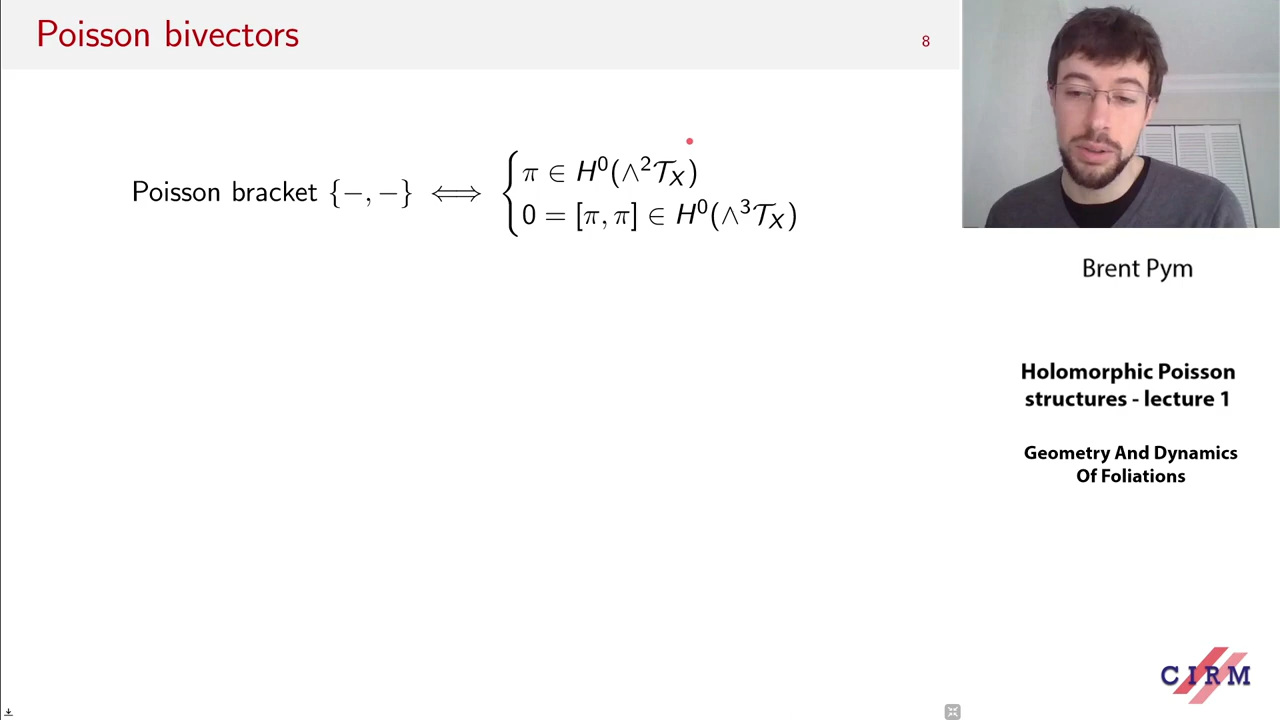 Poisson bivectors
8
Poisson bracket {−, −} ⟺ { π ∈ H⁰(∧²𝒯_X)
0 = [π, π] ∈ H⁰(∧³𝒯_X)
Brent Pym
Holomorphic Poisson
structures - lecture 1
Geometry And Dynamics
Of Foliations
CIRM